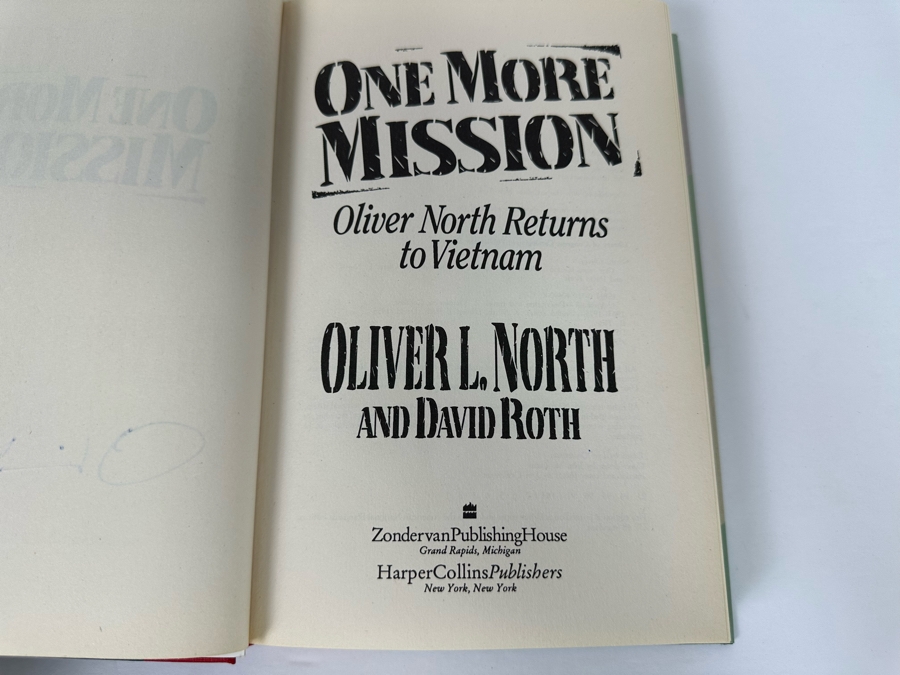 ONE MORE
MISSION
Oliver North Returns
to Vietnam
OLIVER L. NORTH
AND DAVID ROTH
ZondervanPublishingHouse
Grand Rapids, Michigan
HarperCollinsPublishers
New York, New York